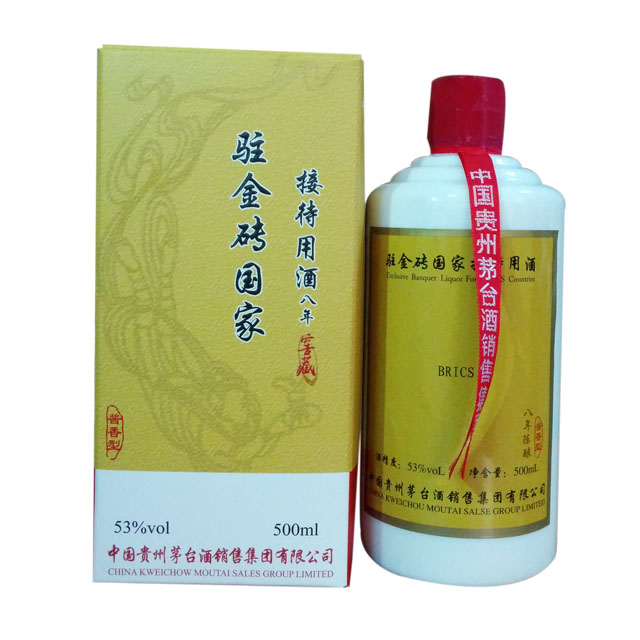 驻金砖国家
接待用酒八年
窖藏
酱香型
53%vol
500ml
中国贵州茅台酒销售集团有限公司
CHINA KWEICHOW MOUTAI SALES GROUP LIMITED
中国贵州茅台酒销售
驻金砖国家 用酒
Exclusive Banquet Liquor Fo S Countries
BRICS
八年陈酿
酱香型
酒精度：53%voL
净含量：500mL
中国贵州茅台酒销售集团有限公司
CHINA KWEICHOU MOUTAI SALSE GROUP LIMITED